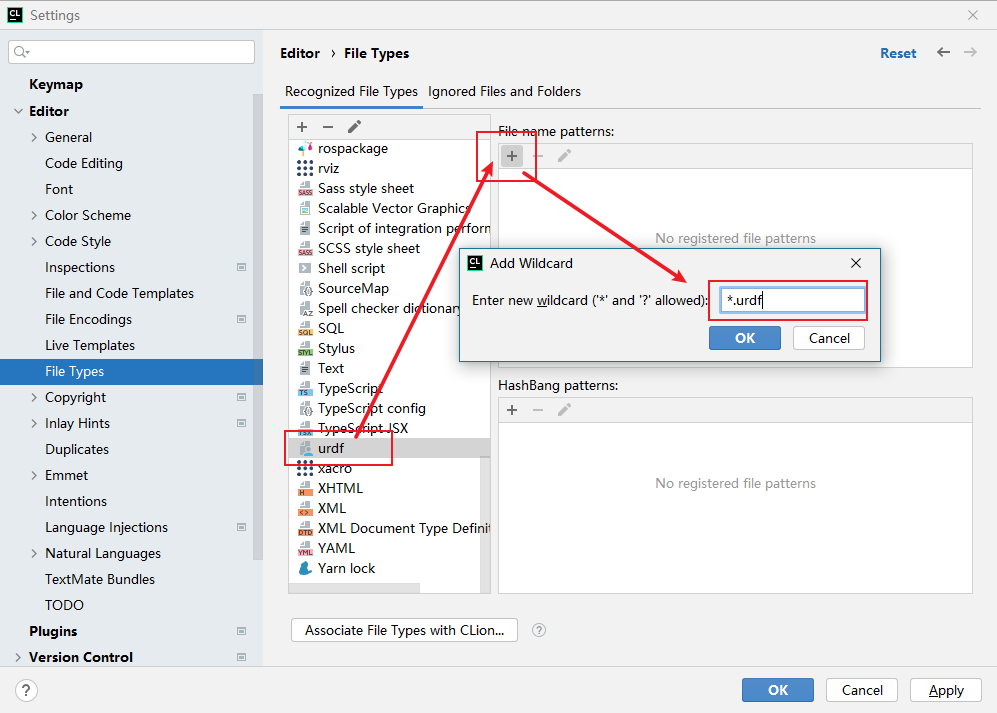 Settings
Keymap
Editor
General
Code Editing
Font
Color Scheme
Code Style
Inspections
File and Code Templates
File Encodings
Live Templates
File Types
Copyright
Inlay Hints
Duplicates
Emmet
Intentions
Language Injections
Natural Languages
TextMate Bundles
TODO
Plugins
Version Control
Editor › File Types
Reset
Recognized File Types
Ignored Files and Folders
rospackage
rviz
Sass style sheet
Scalable Vector Graphics
Script of integration perform
SCSS style sheet
Shell script
SourceMap
Spell checker dictionary
SQL
Stylus
Text
TypeScript
TypeScript config
TypeScript JSX
urdf
xacro
XHTML
XML
XML Document Type Definit
YAML
Yarn lock
File name patterns:
No registered file patterns
Add Wildcard
Enter new wildcard ('*' and '?' allowed):
*.urdf
OK
Cancel
HashBang patterns:
No registered file patterns
Associate File Types with CLion...
?
?
OK
Cancel
Apply